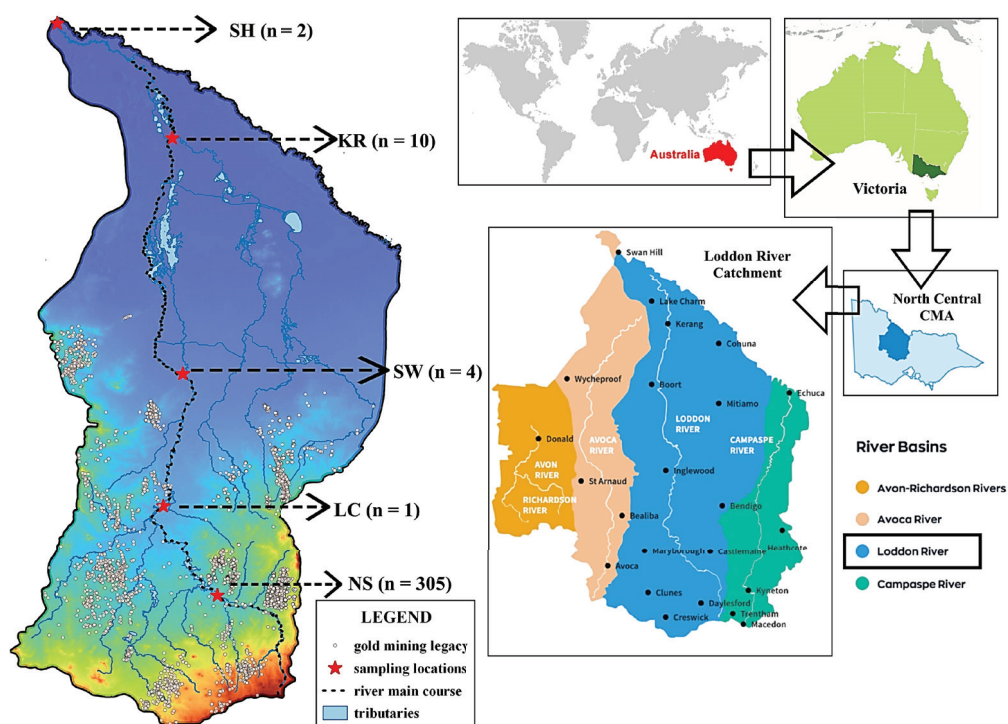 SH (n = 2)
KR (n = 10)
SW (n = 4)
LC (n = 1)
NS (n = 305)
LEGEND
gold mining legacy
sampling locations
river main course
tributaries
Australia
Victoria
North Central
CMA
Loddon River
Catchment
Swan Hill
Lake Charm
Kerang
Cohuna
Wycheproof
Boort
Echuca
Mitiamo
LODDON
RIVER
Donald
AVOCA
RIVER
CAMPASPE
RIVER
AVON
RIVER
Inglewood
St Arnaud
RICHARDSON
RIVER
Bendigo
Bealiba
Maryborough
Castlemaine
Heathcote
Avoca
Clunes
Kyneton
Daylesford
Creswick
Trentham
Macedon
River Basins
Avon-Richardson Rivers
Avoca River
Loddon River
Campaspe River